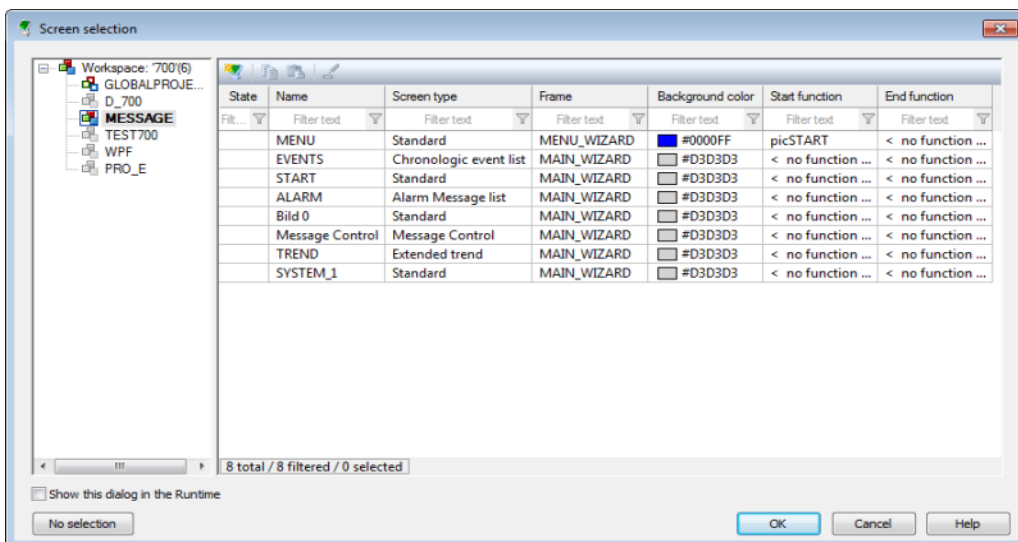 Screen selection
Workspace: '700'(6)
GLOBALPROJE...
D_700
MESSAGE
TEST700
WPF
PRO_E
State Name Screen type Frame Background color Start function End function
Filt... Filter text Filter text Filter text Filter text Filter text Filter text
MENU Standard MENU_WIZARD #0000FF picSTART < no function ...
EVENTS Chronologic event list MAIN_WIZARD #D3D3D3 < no function ... < no function ...
START Standard MAIN_WIZARD #D3D3D3 < no function ... < no function ...
ALARM Alarm Message list MAIN_WIZARD #D3D3D3 < no function ... < no function ...
Bild 0 Standard MAIN_WIZARD #D3D3D3 < no function ... < no function ...
Message Control Message Control MAIN_WIZARD #D3D3D3 < no function ... < no function ...
TREND Extended trend MAIN_WIZARD #D3D3D3 < no function ... < no function ...
SYSTEM_1 Standard MAIN_WIZARD #D3D3D3 < no function ... < no function ...
8 total / 8 filtered / 0 selected
Show this dialog in the Runtime
No selection OK Cancel Help